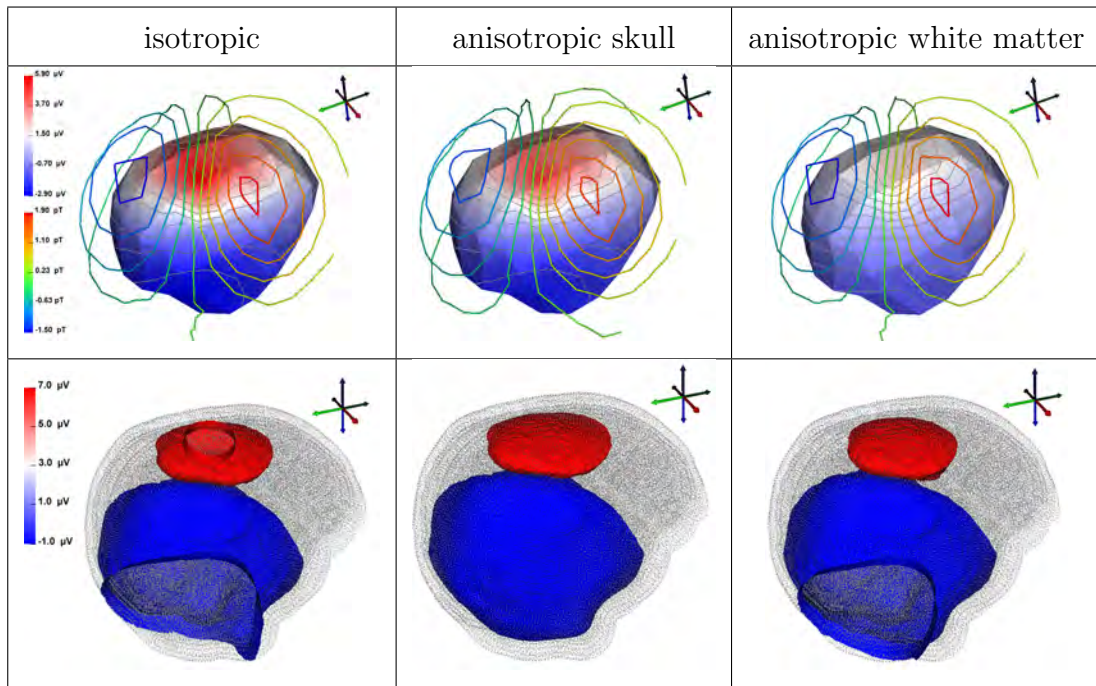 isotropic
anisotropic skull
anisotropic white matter
5.90 µV
3.70 µV
1.50 µV
-0.70 µV
-2.90 µV
1.90 pT
1.10 pT
0.23 pT
-0.63 pT
-1.50 pT
7.0 µV
5.0 µV
3.0 µV
1.0 µV
-1.0 µV